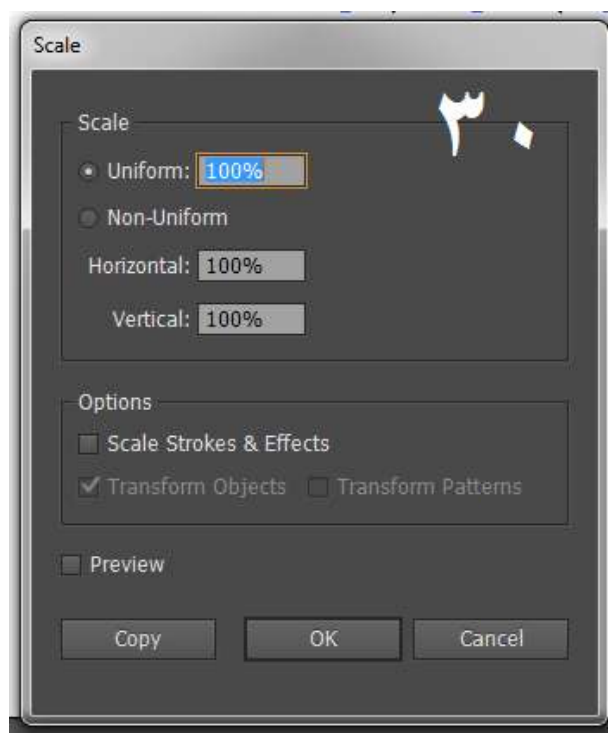 Scale
Scale
٣٠
Uniform: 100%
Non-Uniform
Horizontal: 100%
Vertical: 100%
Options
Scale Strokes & Effects
Transform Objects Transform Patterns
Preview
Copy OK Cancel